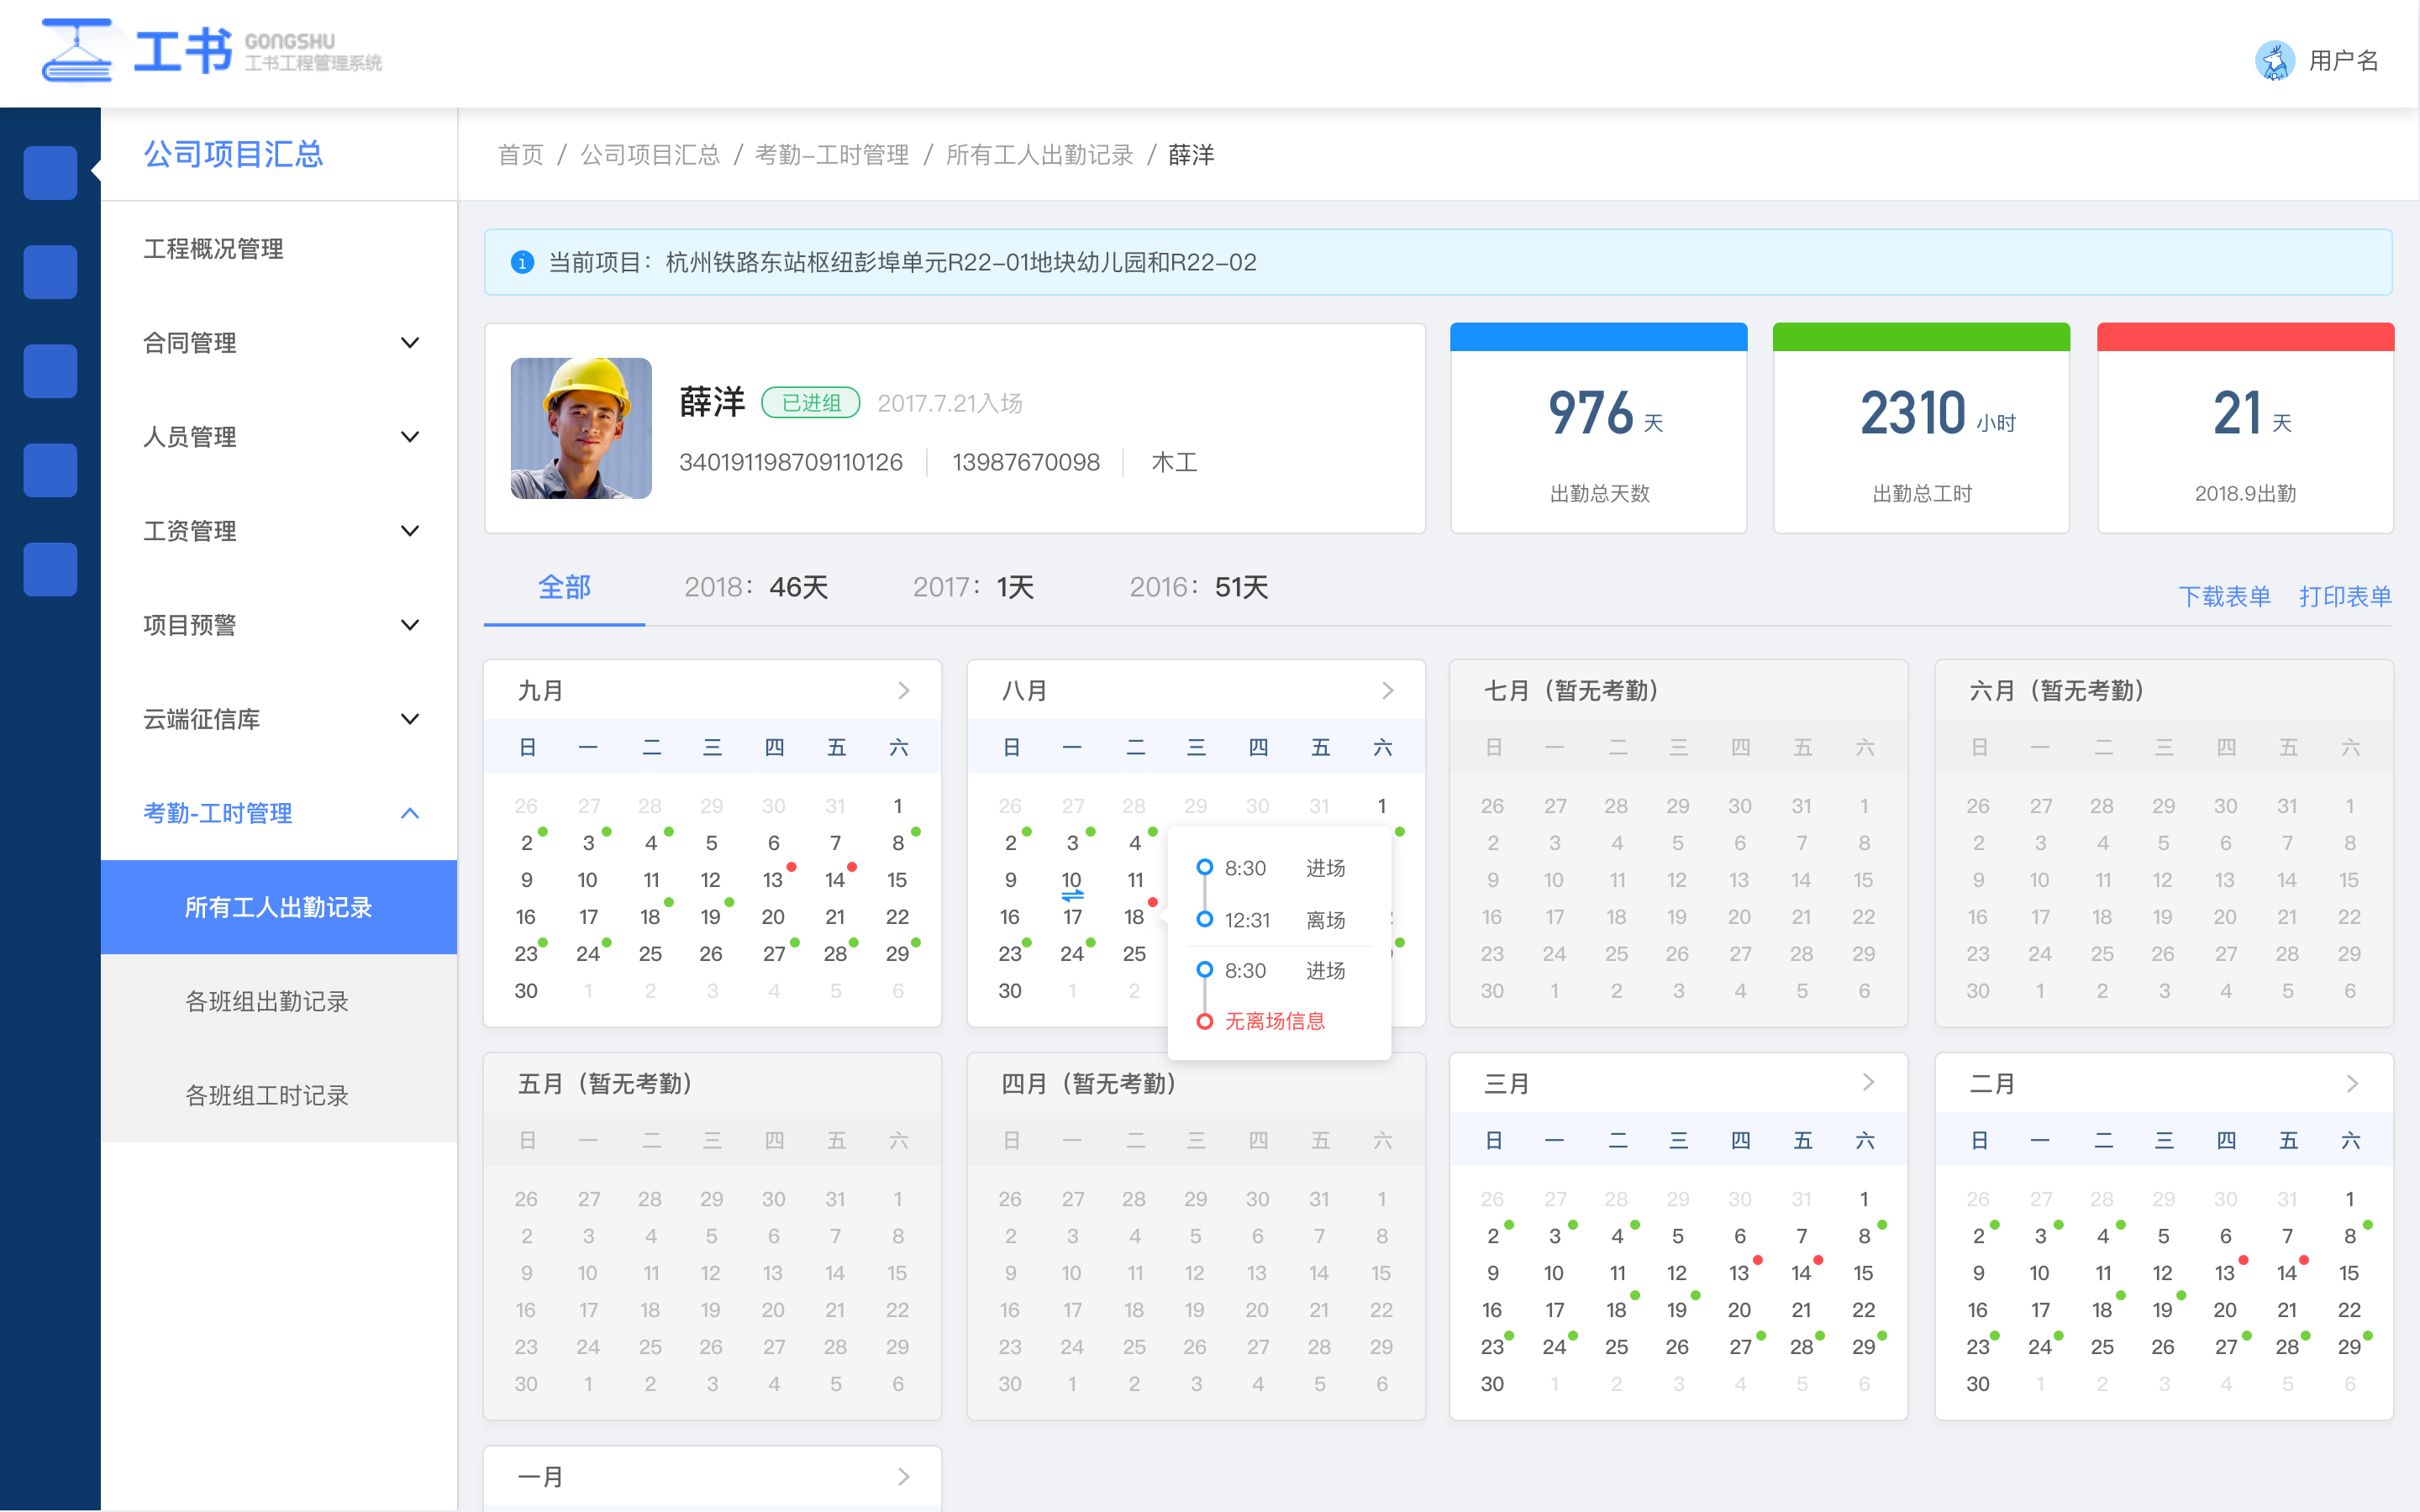 工书 GONGSHU
工书工程管理系统
用户名
公司项目汇总
首页 / 公司项目汇总 / 考勤-工时管理 / 所有工人出勤记录 / 薛洋
工程概况管理
合同管理
人员管理
工资管理
项目预警
云端征信库
考勤-工时管理
所有工人出勤记录
各班组出勤记录
各班组工时记录
当前项目：杭州铁路东站枢纽彭埠单元R22-01地块幼儿园和R22-02
薛洋 已进组 2017.7.21入场
340191198709110126 13987670098 木工
976 天
出勤总天数
2310 小时
出勤总工时
21 天
2018.9出勤
全部 2018：46天 2017：1天 2016：51天
下载表单 打印表单
九月
日 一 二 三 四 五 六
26 27 28 29 30 31 1
2 3 4 5 6 7 8
9 10 11 12 13 14 15
16 17 18 19 20 21 22
23 24 25 26 27 28 29
30 1 2 3 4 5 6
八月
日 一 二 三 四 五 六
26 27 28 29 30 31 1
2 3 4
9 10 11
16 17 18
23 24 25
30 1 2
8:30 进场
12:31 离场
8:30 进场
无离场信息
七月（暂无考勤）
日 一 二 三 四 五 六
26 27 28 29 30 31 1
2 3 4 5 6 7 8
9 10 11 12 13 14 15
16 17 18 19 20 21 22
23 24 25 26 27 28 29
30 1 2 3 4 5 6
六月（暂无考勤）
日 一 二 三 四 五 六
26 27 28 29 30 31 1
2 3 4 5 6 7 8
9 10 11 12 13 14 15
16 17 18 19 20 21 22
23 24 25 26 27 28 29
30 1 2 3 4 5 6
五月（暂无考勤）
日 一 二 三 四 五 六
26 27 28 29 30 31 1
2 3 4 5 6 7 8
9 10 11 12 13 14 15
16 17 18 19 20 21 22
23 24 25 26 27 28 29
30 1 2 3 4 5 6
四月（暂无考勤）
日 一 二 三 四 五 六
26 27 28 29 30 31 1
2 3 4 5 6 7 8
9 10 11 12 13 14 15
16 17 18 19 20 21 22
23 24 25 26 27 28 29
30 1 2 3 4 5 6
三月
日 一 二 三 四 五 六
26 27 28 29 30 31 1
2 3 4 5 6 7 8
9 10 11 12 13 14 15
16 17 18 19 20 21 22
23 24 25 26 27 28 29
30 1 2 3 4 5 6
二月
日 一 二 三 四 五 六
26 27 28 29 30 31 1
2 3 4 5 6 7 8
9 10 11 12 13 14 15
16 17 18 19 20 21 22
23 24 25 26 27 28 29
30 1 2 3 4 5 6
一月